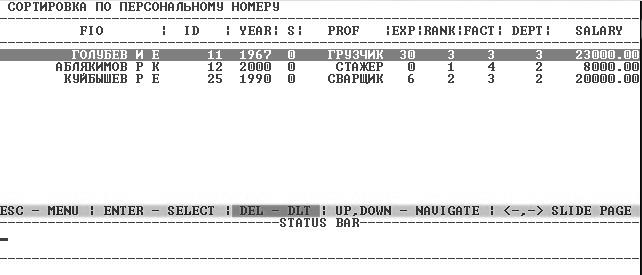 СОРТИРОВКА ПО ПЕРСОНАЛЬНОМУ НОМЕРУ
FIO ¦ ID ¦ YEAR¦ S¦ PROF ¦EXP¦RANK¦FACT¦ DEPT¦ SALARY
ГОЛУБЕВ И Е 11 1967 0 ГРУЗЧИК 30 3 3 3 23000.00
АБЛЯКИМОВ Р К 12 2000 0 СТАЖЕР 0 1 4 2 8000.00
КУЙБЫШЕВ Р Е 25 1990 0 СВАРЩИК 6 2 3 2 20000.00
ESC - MENU ¦ ENTER - SELECT ¦ DEL - DLT ¦ UP,DOWN - NAVIGATE ¦ <-,-> SLIDE PAGE
STATUS BAR